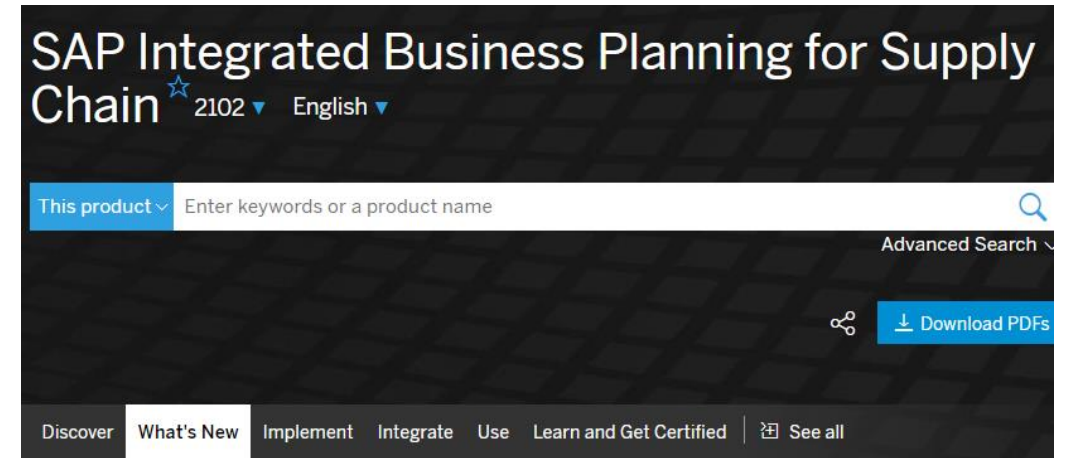 SAP Integrated Business Planning for Supply
Chain 2102 English
This product Enter keywords or a product name
Advanced Search
Download PDFs
Discover What's New Implement Integrate Use Learn and Get Certified See all